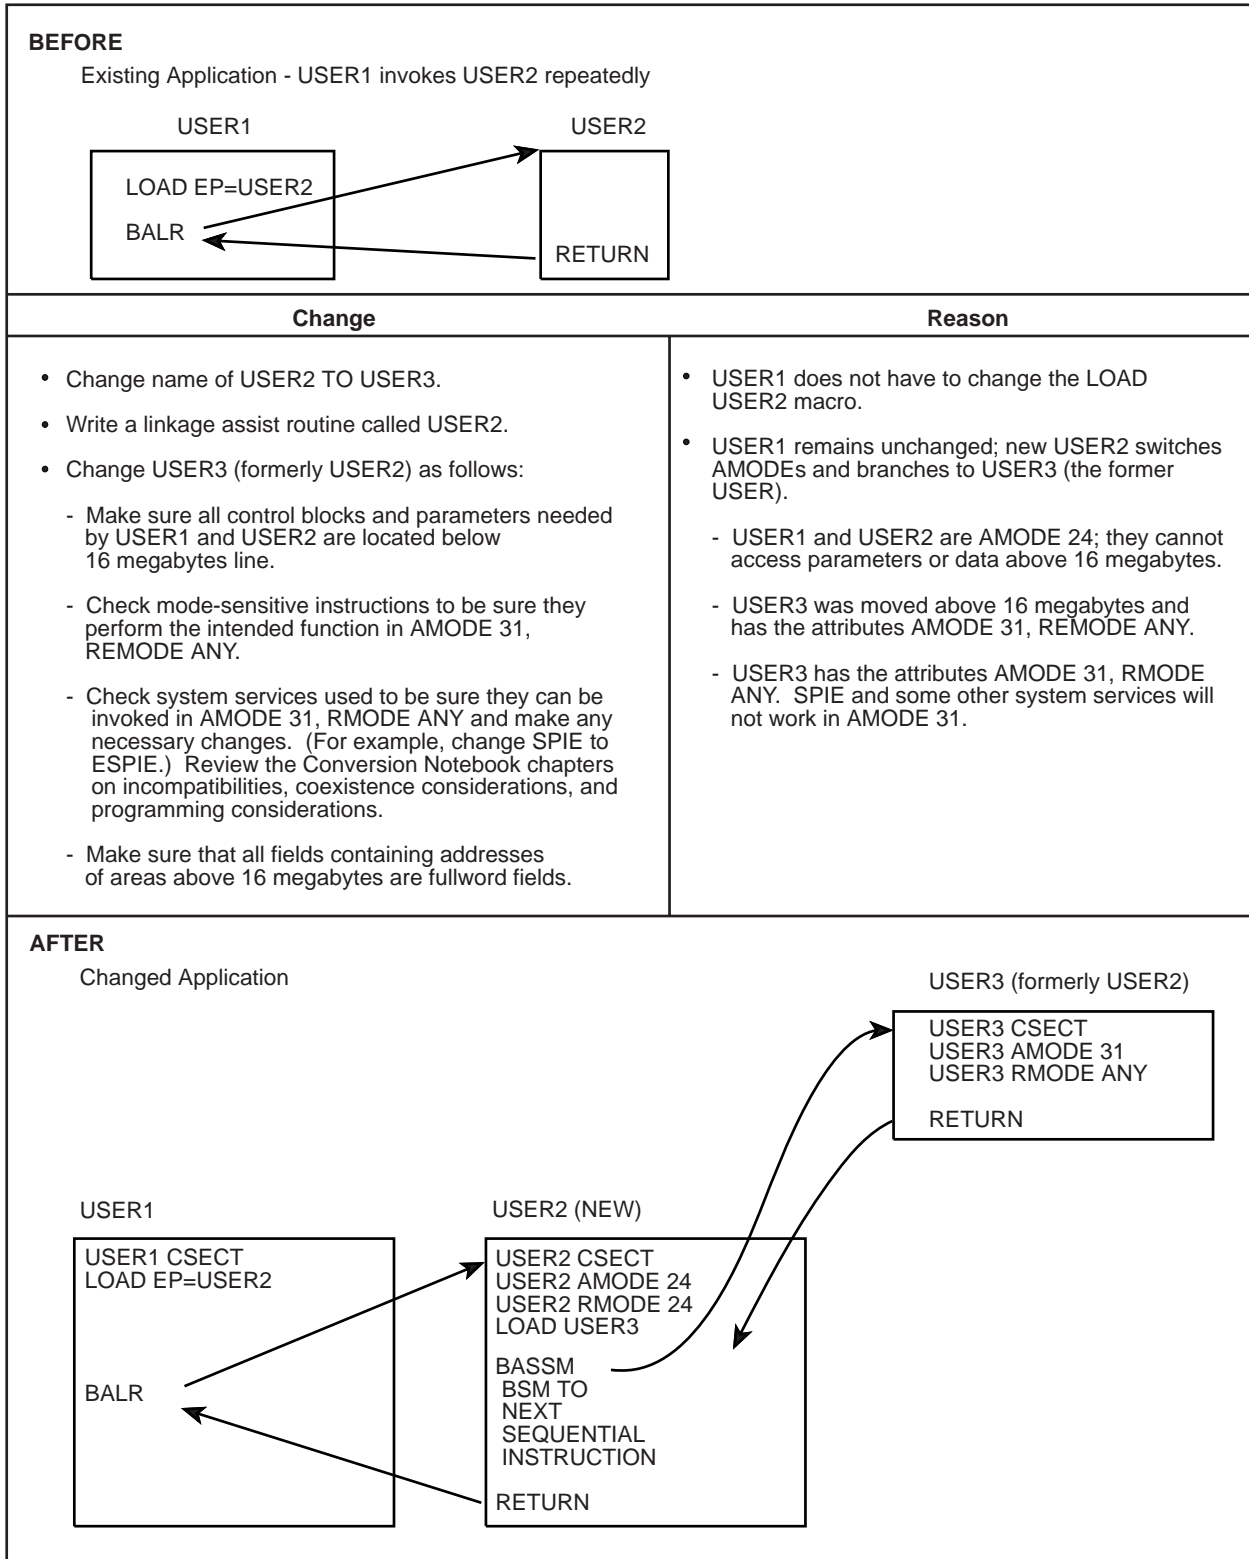 BEFORE
Existing Application - USER1 invokes USER2 repeatedly
USER1
USER2
LOAD EP=USER2
BALR
RETURN
Change
Reason
• Change name of USER2 TO USER3.
• Write a linkage assist routine called USER2.
• Change USER3 (formerly USER2) as follows:
- Make sure all control blocks and parameters needed
by USER1 and USER2 are located below
16 megabytes line.
- Check mode-sensitive instructions to be sure they
perform the intended function in AMODE 31,
REMODE ANY.
- Check system services used to be sure they can be
invoked in AMODE 31, RMODE ANY and make any
necessary changes. (For example, change SPIE to
ESPIE.) Review the Conversion Notebook chapters
on incompatibilities, coexistence considerations, and
programming considerations.
- Make sure that all fields containing addresses
of areas above 16 megabytes are fullword fields.
• USER1 does not have to change the LOAD
USER2 macro.
• USER1 remains unchanged; new USER2 switches
AMODEs and branches to USER3 (the former
USER).
- USER1 and USER2 are AMODE 24; they cannot
access parameters or data above 16 megabytes.
- USER3 was moved above 16 megabytes and
has the attributes AMODE 31, REMODE ANY.
- USER3 has the attributes AMODE 31, RMODE
ANY. SPIE and some other system services will
not work in AMODE 31.
AFTER
Changed Application
USER3 (formerly USER2)
USER3 CSECT
USER3 AMODE 31
USER3 RMODE ANY
RETURN
USER1
USER1 CSECT
LOAD EP=USER2
BALR
USER2 (NEW)
USER2 CSECT
USER2 AMODE 24
USER2 RMODE 24
LOAD USER3
BASSM
BSM TO
NEXT
SEQUENTIAL
INSTRUCTION
RETURN